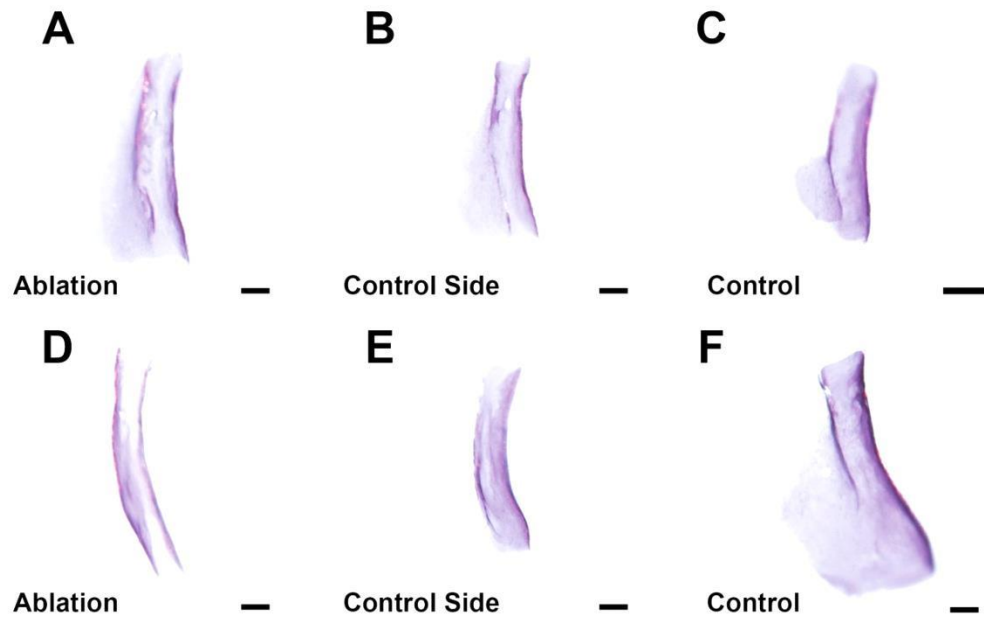 A B C
Ablation Control Side Control
D E F
Ablation Control Side Control